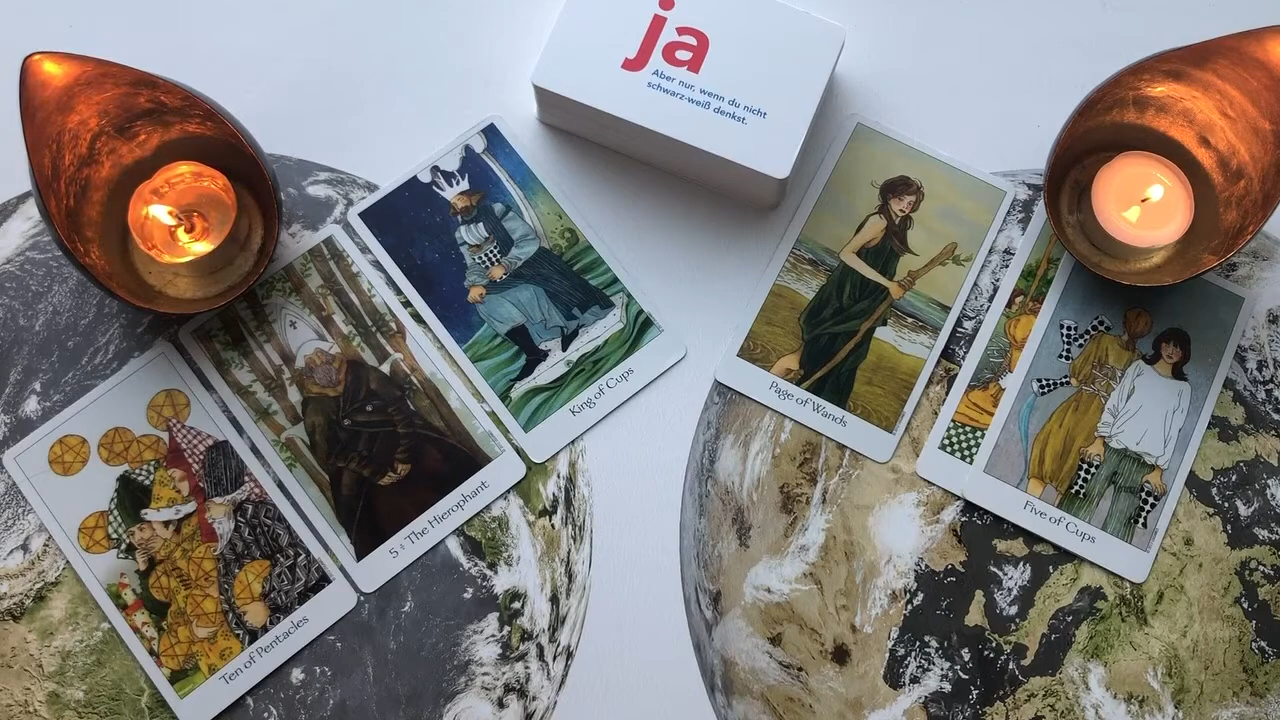 ja
Aber nur, wenn du nicht
schwarz-weiß denkst.
Ten of Pentacles
5 The Hierophant
King of Cups
Page of Wands
Five of Cups